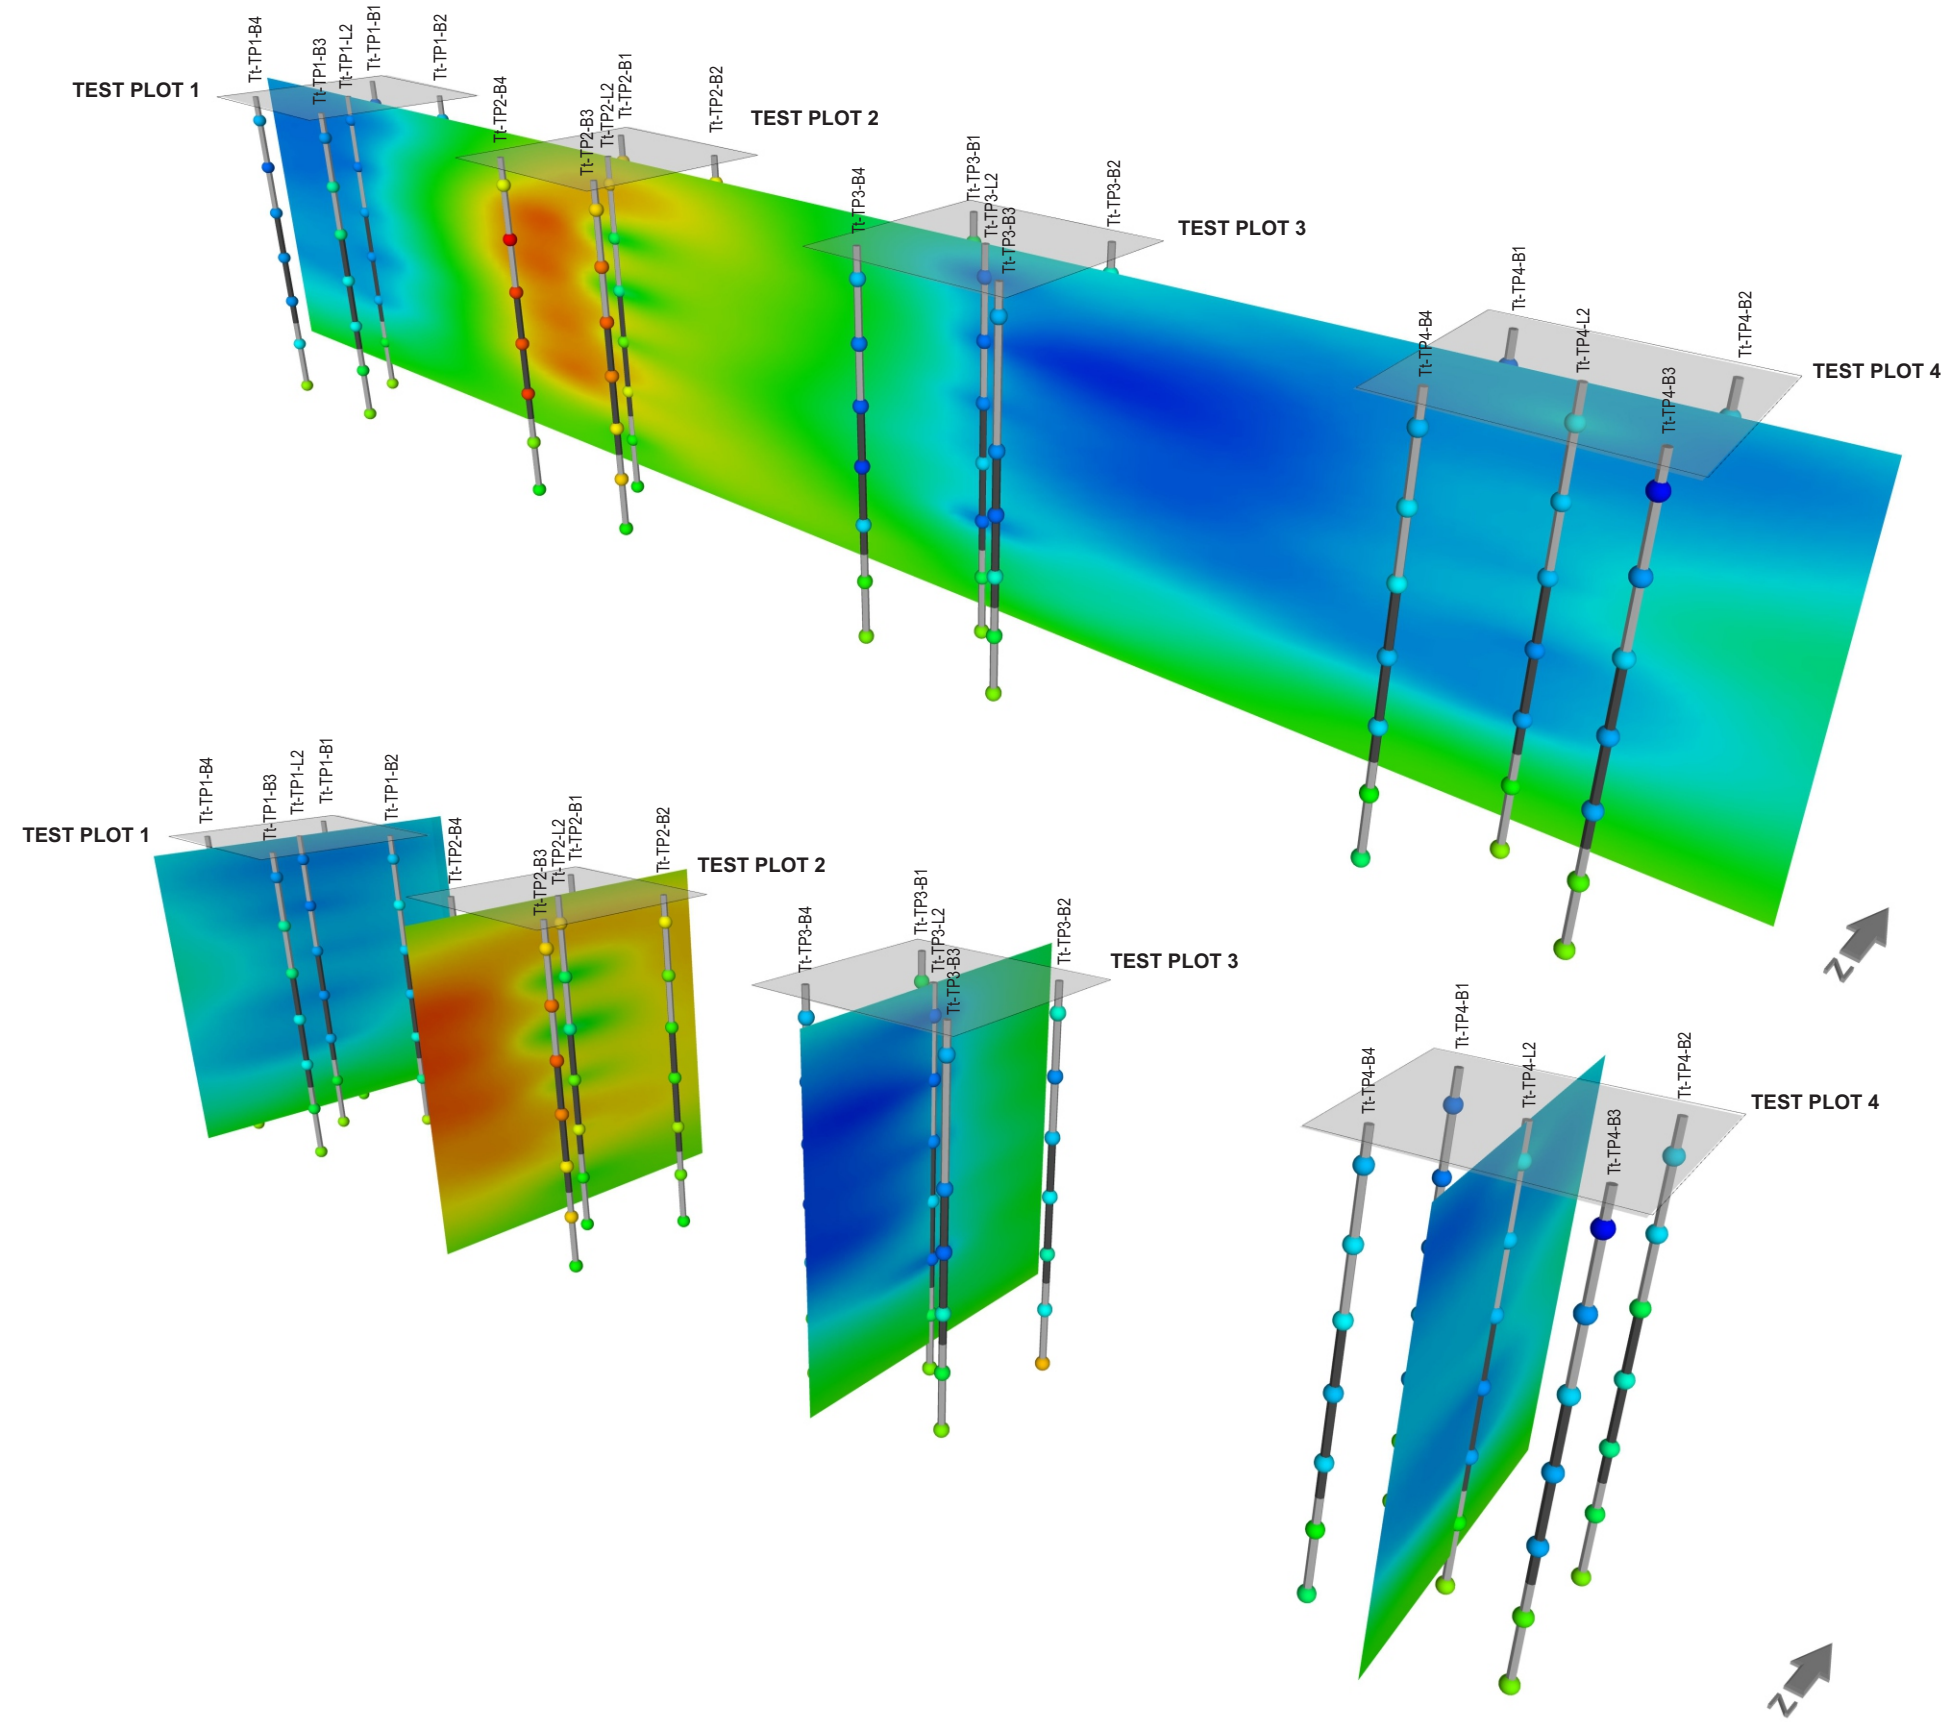 Tt-TP1-B4
Tt-TP1-B3
Tt-TP1-L2
Tt-TP1-B1
Tt-TP1-B2
TEST PLOT 1
Tt-TP2-B4
Tt-TP2-B3
Tt-TP2-L2
Tt-TP2-B1
Tt-TP2-B2
TEST PLOT 2
Tt-TP3-B4
Tt-TP3-B1
Tt-TP3-L2
Tt-TP3-B3
Tt-TP3-B2
TEST PLOT 3
Tt-TP4-B4
Tt-TP4-B1
Tt-TP4-L2
Tt-TP4-B3
Tt-TP4-B2
TEST PLOT 4
N
Tt-TP1-B4
Tt-TP1-B3
Tt-TP1-L2
Tt-TP1-B1
Tt-TP1-B2
TEST PLOT 1
Tt-TP2-B4
Tt-TP2-B3
Tt-TP2-L2
Tt-TP2-B1
Tt-TP2-B2
TEST PLOT 2
Tt-TP3-B4
Tt-TP3-B1
Tt-TP3-L2
Tt-TP3-B3
Tt-TP3-B2
TEST PLOT 3
Tt-TP4-B4
Tt-TP4-B1
Tt-TP4-L2
Tt-TP4-B3
Tt-TP4-B2
TEST PLOT 4
N